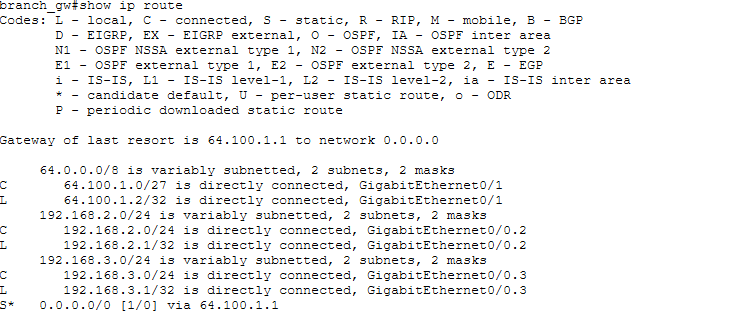 branch_gw#show ip route
Codes: L - local, C - connected, S - static, R - RIP, M - mobile, B - BGP
       D - EIGRP, EX - EIGRP external, O - OSPF, IA - OSPF inter area
       N1 - OSPF NSSA external type 1, N2 - OSPF NSSA external type 2
       E1 - OSPF external type 1, E2 - OSPF external type 2, E - EGP
       i - IS-IS, L1 - IS-IS level-1, L2 - IS-IS level-2, ia - IS-IS inter area
       * - candidate default, U - per-user static route, o - ODR
       P - periodic downloaded static route
Gateway of last resort is 64.100.1.1 to network 0.0.0.0
     64.0.0.0/8 is variably subnetted, 2 subnets, 2 masks
C       64.100.1.0/27 is directly connected, GigabitEthernet0/1
L       64.100.1.2/32 is directly connected, GigabitEthernet0/1
     192.168.2.0/24 is variably subnetted, 2 subnets, 2 masks
C       192.168.2.0/24 is directly connected, GigabitEthernet0/0.2
L       192.168.2.1/32 is directly connected, GigabitEthernet0/0.2
     192.168.3.0/24 is variably subnetted, 2 subnets, 2 masks
C       192.168.3.0/24 is directly connected, GigabitEthernet0/0.3
L       192.168.3.1/32 is directly connected, GigabitEthernet0/0.3
S*   0.0.0.0/0 [1/0] via 64.100.1.1